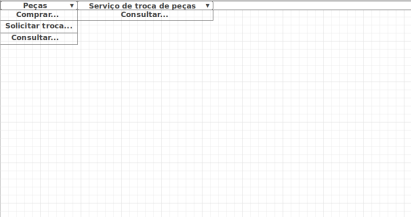 Peças ▼ Serviço de troca de peças ▼
Comprar... Consultar...
Solicitar troca...
Consultar...